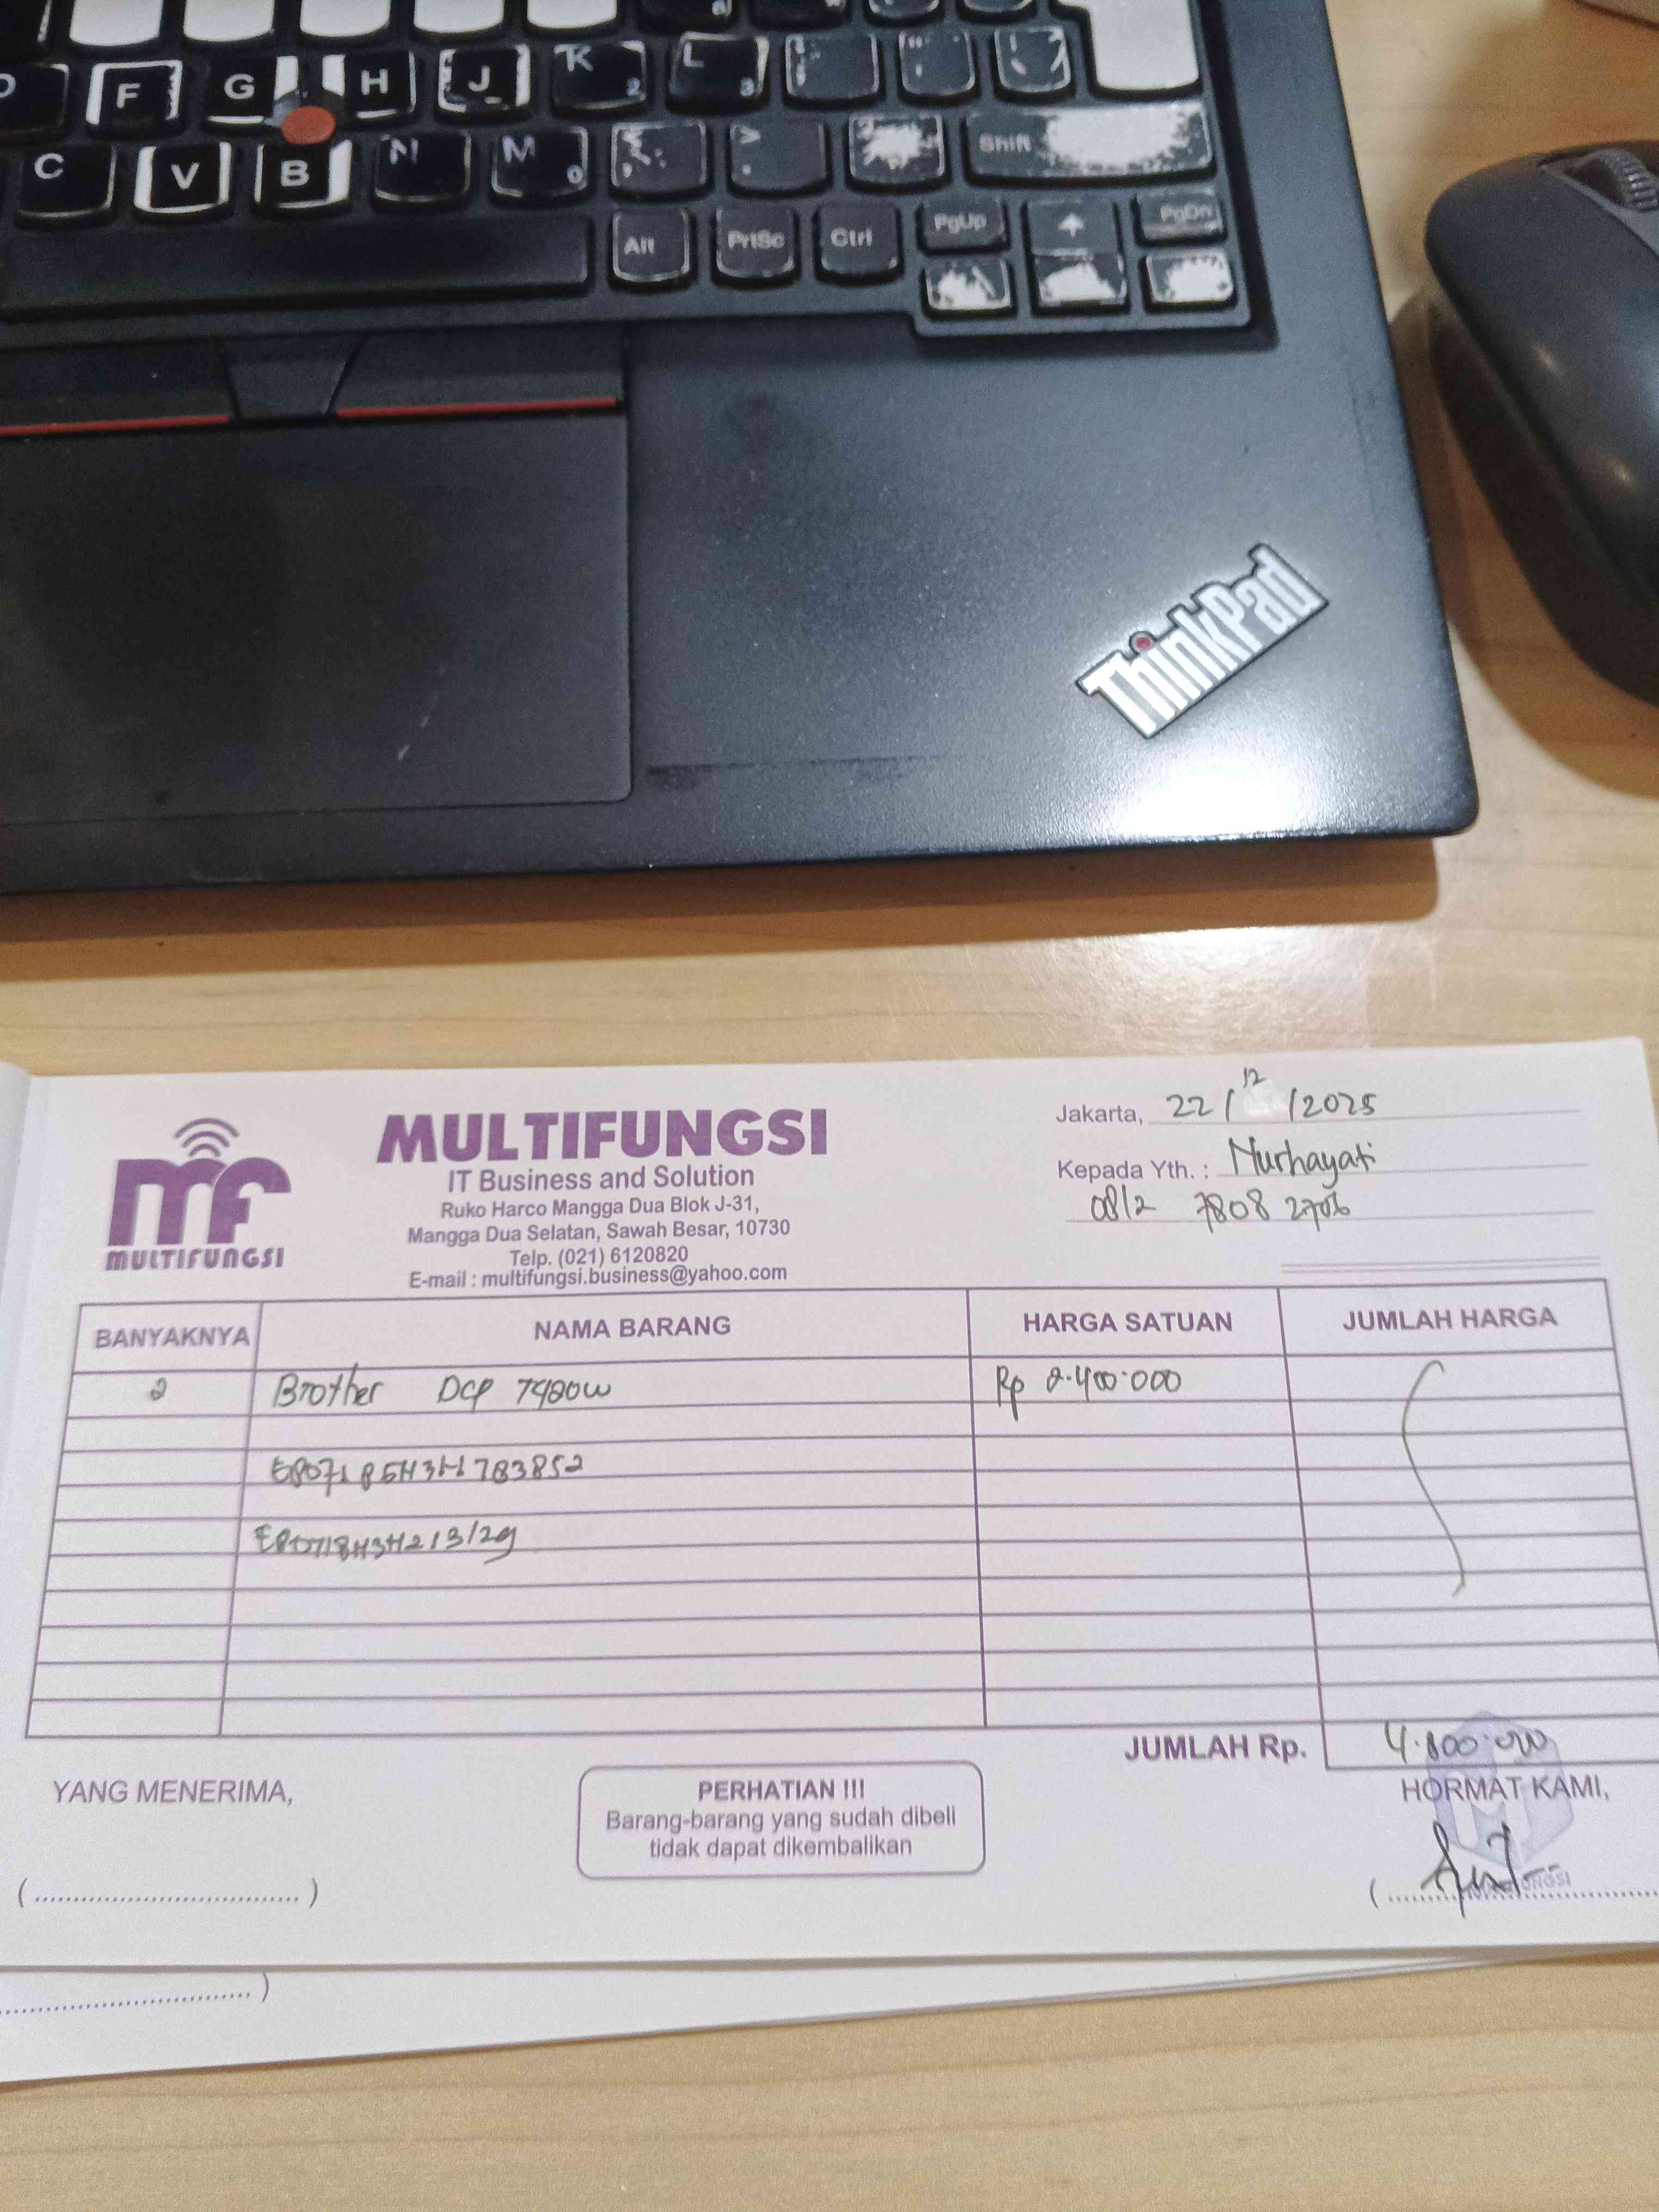 F G H J K 2 L 3
C V B N M 0 > . Shift
Alt PrtSc Ctrl PgUp PgDn
ThinkPad
mf
MULTIFUNGSI
MULTIFUNGSI
IT Business and Solution
Ruko Harco Mangga Dua Blok J-31,
Mangga Dua Selatan, Sawah Besar, 10730
Telp. (021) 6120820
E-mail : multifungsi.business@yahoo.com
Jakarta, 22/12/2025
Kepada Yth. : Nurhayati
0812 7808 2706
BANYAKNYA NAMA BARANG HARGA SATUAN JUMLAH HARGA
2 Brother DCP T420W Rp 2.400.000
JUMLAH Rp. 4.800.000
YANG MENERIMA,
PERHATIAN !!!
Barang-barang yang sudah dibeli
tidak dapat dikembalikan
HORMAT KAMI,